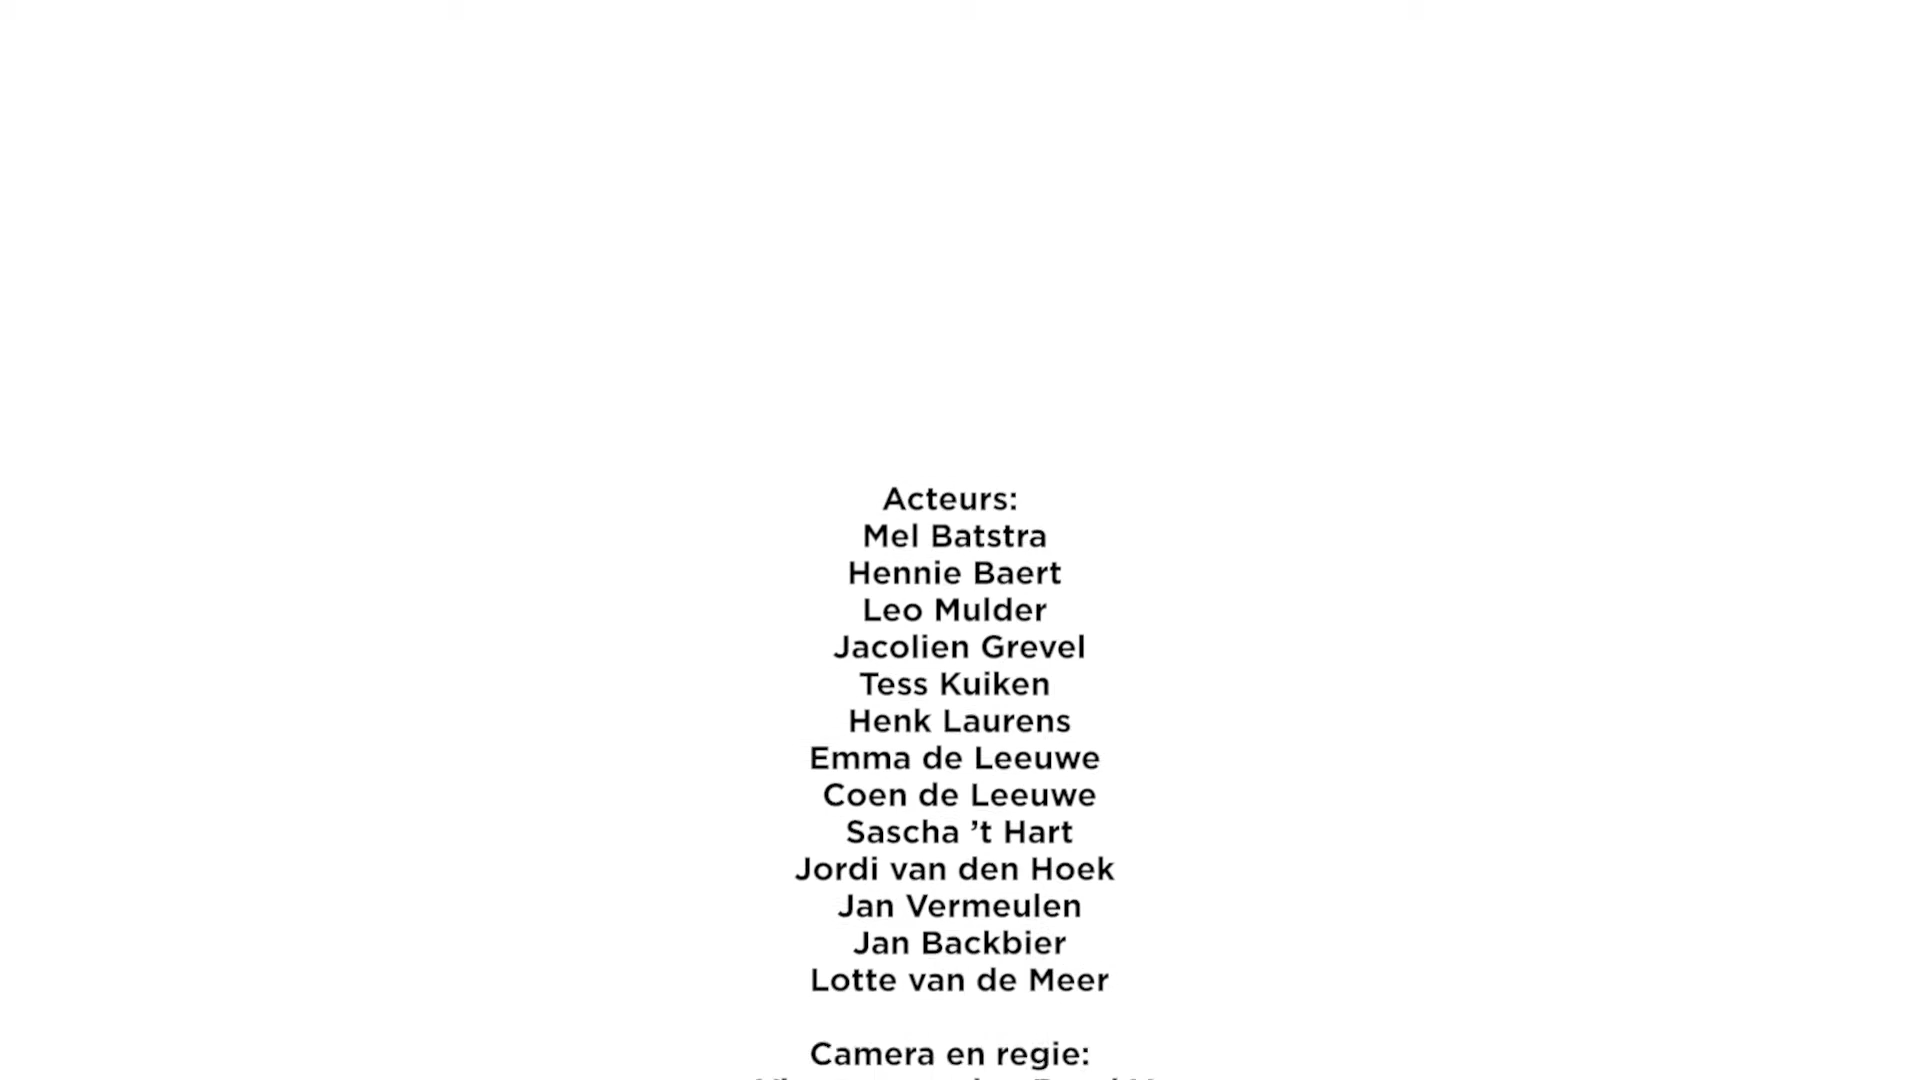 Acteurs:
Mel Batstra
Hennie Baert
Leo Mulder
Jacolien Grevel
Tess Kuiken
Henk Laurens
Emma de Leeuwe
Coen de Leeuwe
Sascha ’t Hart
Jordi van den Hoek
Jan Vermeulen
Jan Backbier
Lotte van de Meer
Camera en regie: